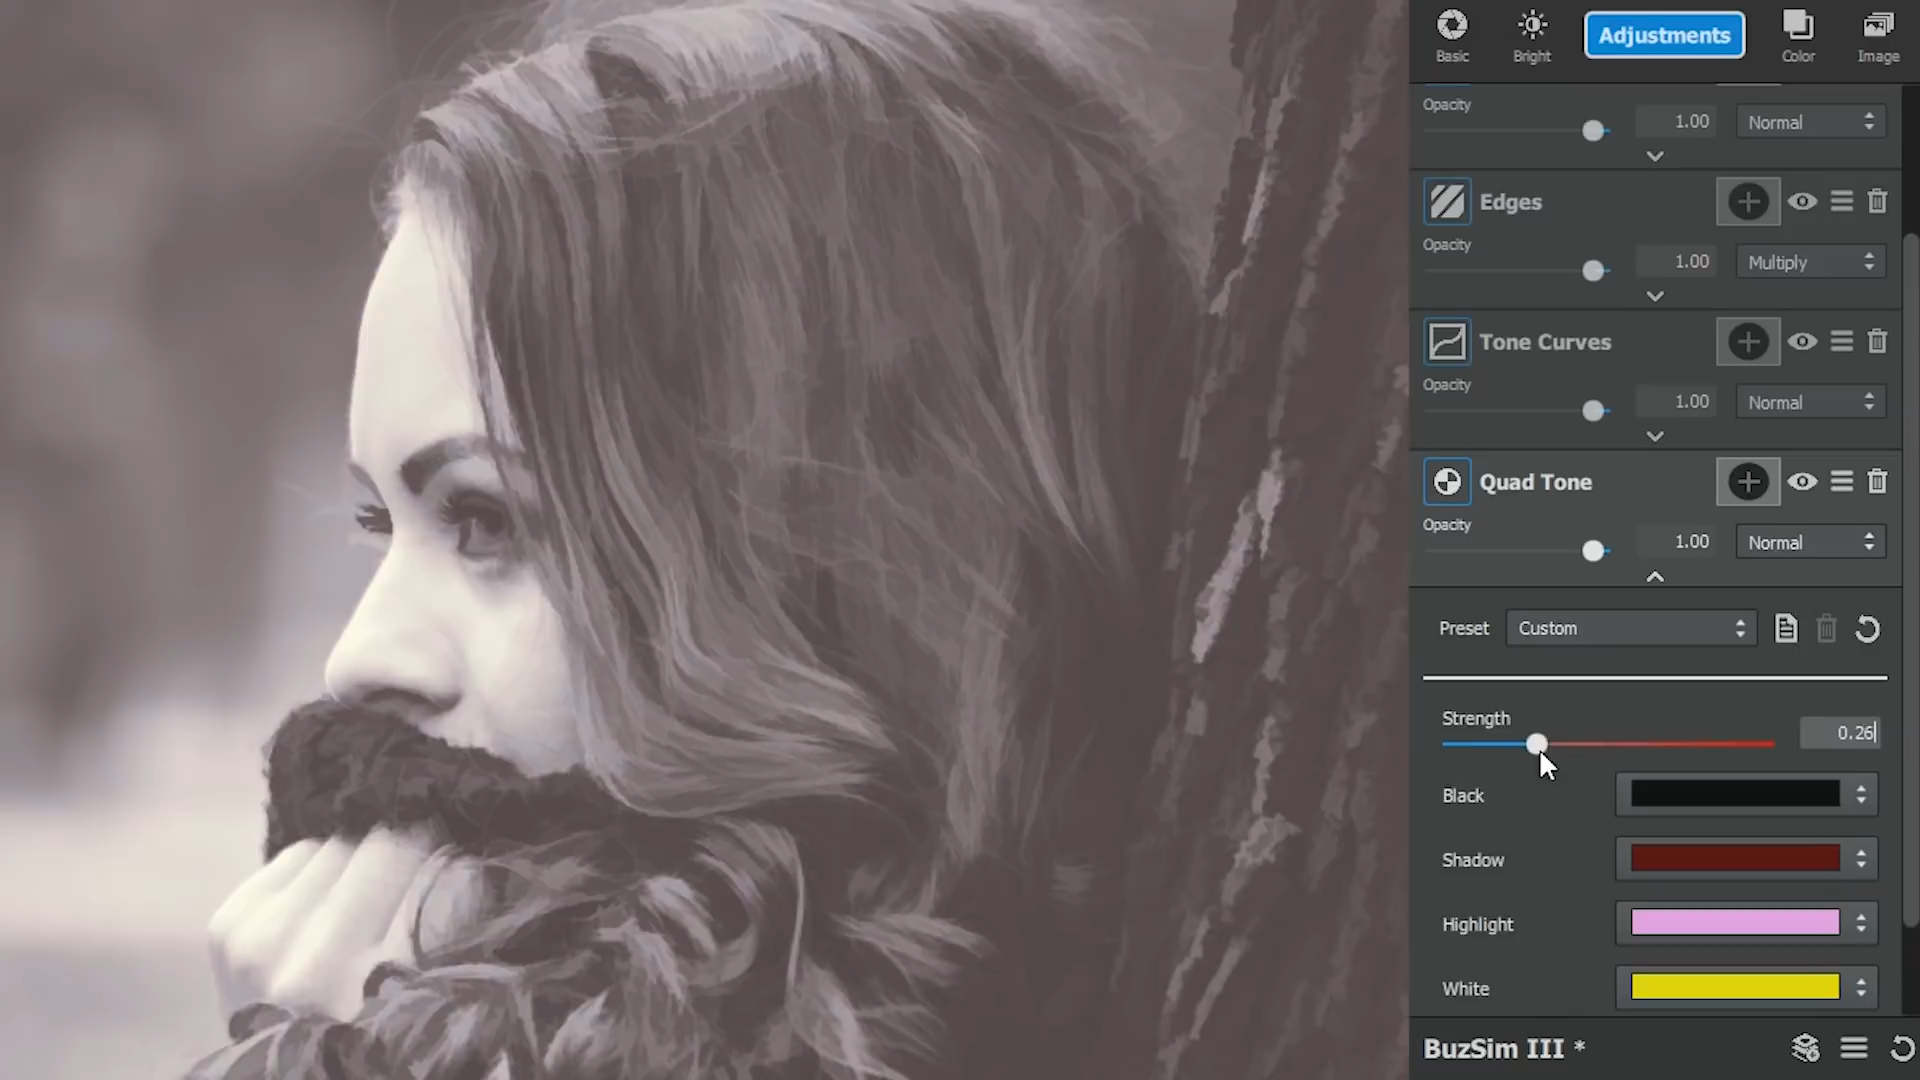 Basic
Bright
Adjustments
Color
Image
Opacity
1.00
Normal
Edges
Opacity
1.00
Multiply
Tone Curves
Opacity
1.00
Normal
Quad Tone
Opacity
1.00
Normal
Preset
Custom
Strength
0.26
Black
Shadow
Highlight
White
BuzSim III *